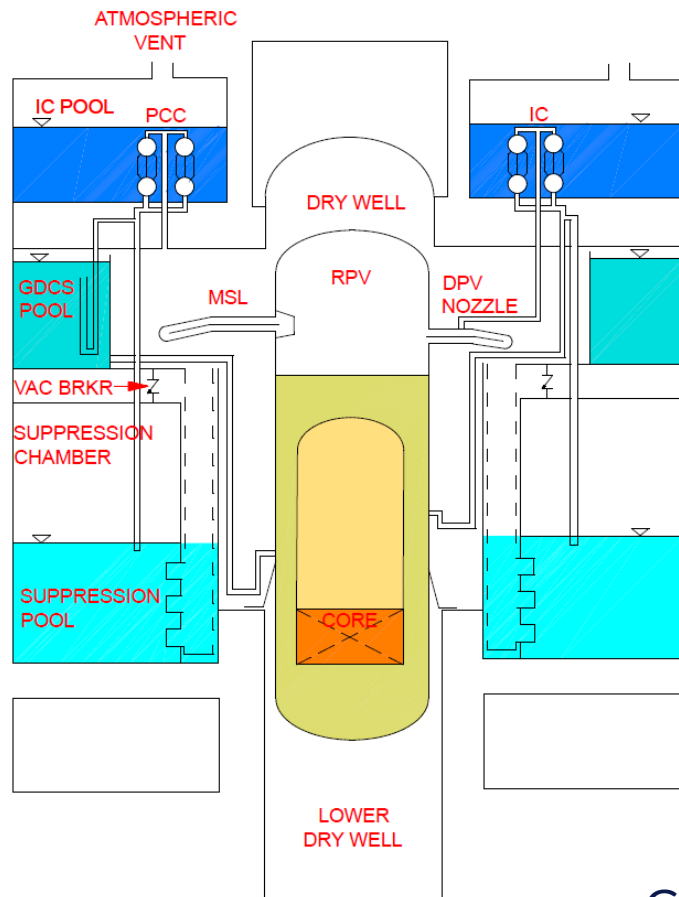 ATMOSPHERIC
VENT
IC POOL
PCC
IC
DRY WELL
RPV
DPV
NOZZLE
MSL
GDCS
POOL
VAC BRKR
SUPPRESSION
CHAMBER
SUPPRESSION
POOL
CORE
LOWER
DRY WELL